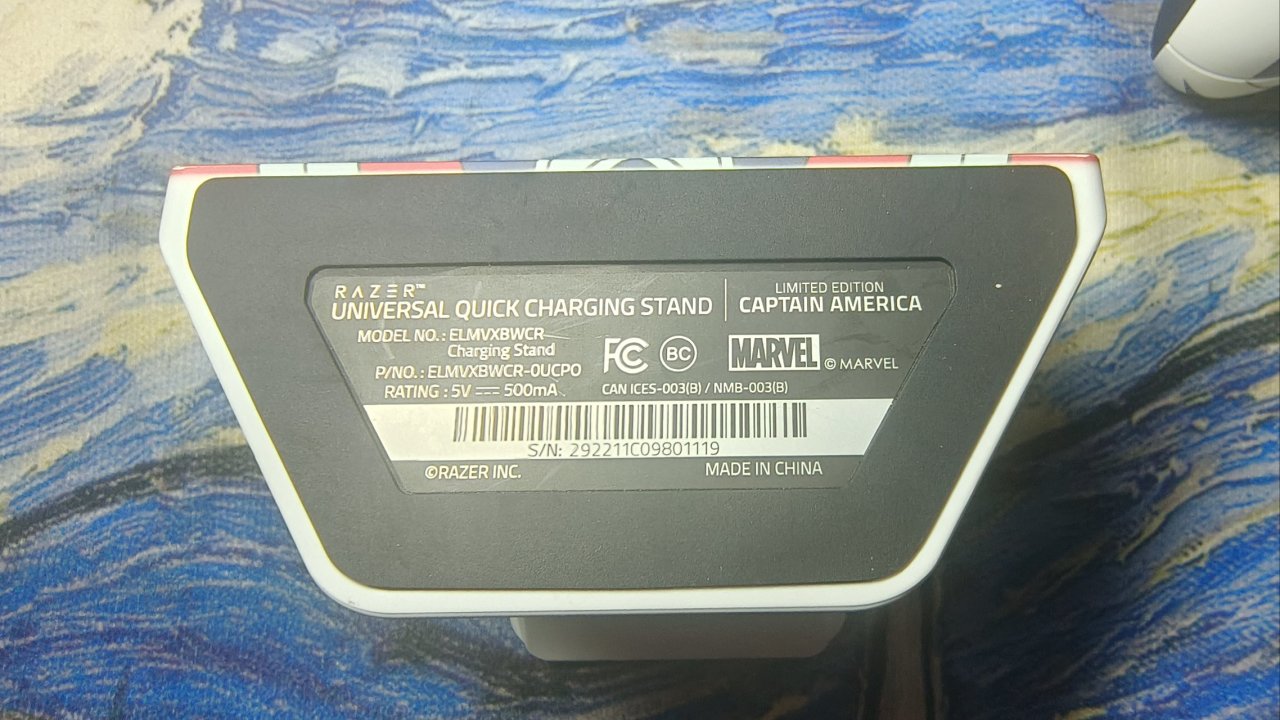 RAZER™
UNIVERSAL QUICK CHARGING STAND
LIMITED EDITION
CAPTAIN AMERICA
MODEL NO.: ELMVXBWCR
Charging Stand
P/NO.: ELMVXBWCR-0UCP0
RATING : 5V ⎓ 500mA
FC
BC
MARVEL
© MARVEL
CAN ICES-003(B) / NMB-003(B)
S/N: 292211C09801119
©RAZER INC.
MADE IN CHINA